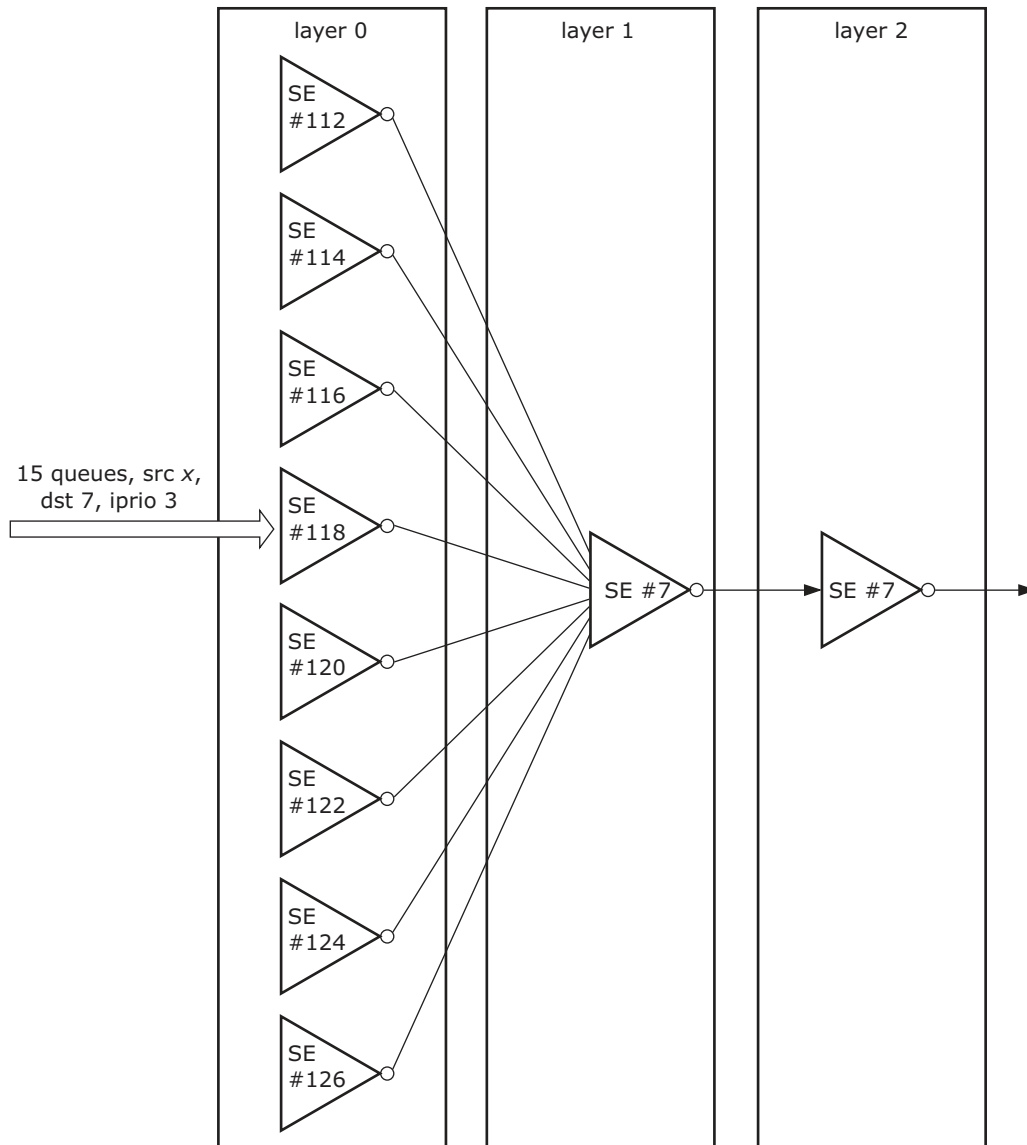 layer 0
layer 1
layer 2
SE
#112
SE
#114
SE
#116
15 queues, src x,
dst 7, iprio 3
SE
#118
SE #7
SE #7
SE
#120
SE
#122
SE
#124
SE
#126